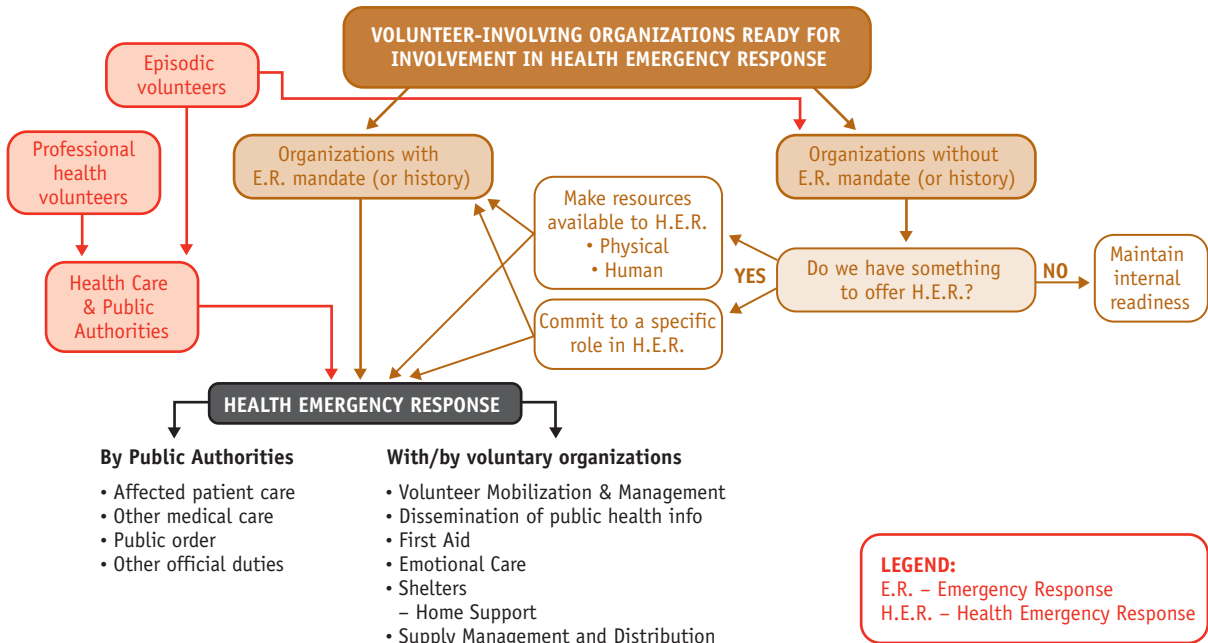 VOLUNTEER-INVOLVING ORGANIZATIONS READY FOR
INVOLVEMENT IN HEALTH EMERGENCY RESPONSE
Episodic
volunteers
Professional
health
volunteers
Organizations with
E.R. mandate (or history)
Organizations without
E.R. mandate (or history)
Make resources
available to H.E.R.
• Physical
• Human
Health Care
& Public
Authorities
YES
Do we have something
to offer H.E.R.?
NO
Maintain
internal
readiness
Commit to a specific
role in H.E.R.
HEALTH EMERGENCY RESPONSE
By Public Authorities
• Affected patient care
• Other medical care
• Public order
• Other official duties
With/by voluntary organizations
• Volunteer Mobilization & Management
• Dissemination of public health info
• First Aid
• Emotional Care
• Shelters
– Home Support
• Supply Management and Distribution
LEGEND:
E.R. – Emergency Response
H.E.R. – Health Emergency Response